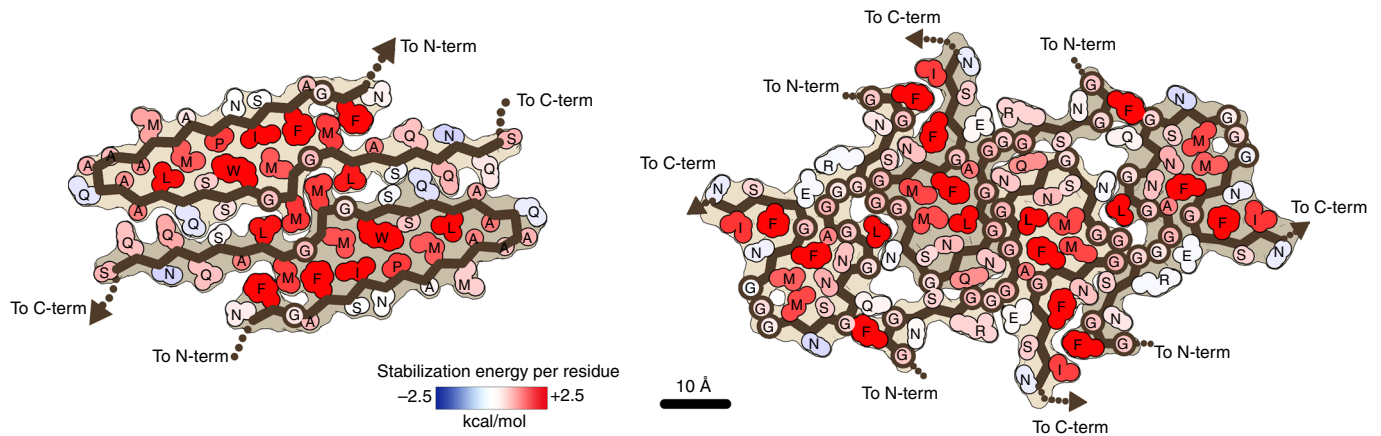 To C-term
To N-term
To N-term
To N-term
To C-term
To C-term
To C-term
To C-term
To N-term
To N-term
To N-term
To C-term
A G N
N S
M A P I F M F
A A A M W M G A Q N S
Q A L S G M L S Q Q A
A Q Q S L M G S W L A Q
Q Q S N Q A G M M A A A
F M F I P M
N G A S N A M
N I G F S N G F N
N G F E R G
S N G A G G G S Q G S M G
R G M F N N M G
N S E G G M L S N G N F N
I F G A L G L M L G A G F I
N F N G N S N F M G G G E S N
G M S G Q N G A G G R
G M S Q G S G G G N S
G N S G F G N R E F G N
G S F G
N I
Stabilization energy per residue
−2.5 +2.5
kcal/mol
10 Å